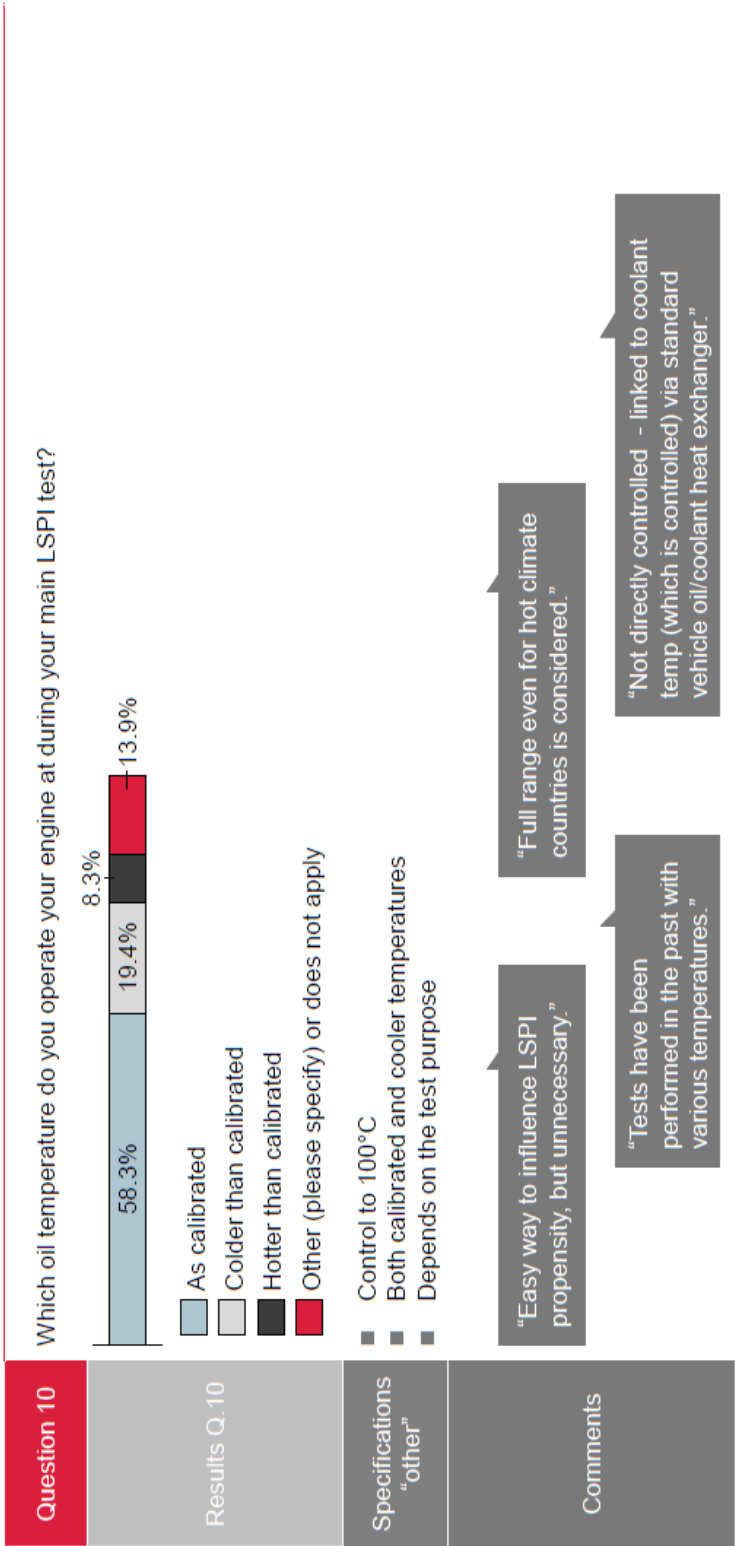 Question 10
Which oil temperature do you operate your engine at during your main LSPI test?
Results Q.10
58.3%
19.4%
8.3%
13.9%
As calibrated
Colder than calibrated
Hotter than calibrated
Other (please specify) or does not apply
Specifications
“other”
Control to 100°C
Both calibrated and cooler temperatures
Depends on the test purpose
Comments
“Easy way to influence LSPI
propensity, but unnecessary.”
“Full range even for hot climate
countries is considered.”
“Tests have been
performed in the past with
various temperatures.”
“Not directly controlled - linked to coolant
temp (which is controlled) via standard
vehicle oil/coolant heat exchanger.”